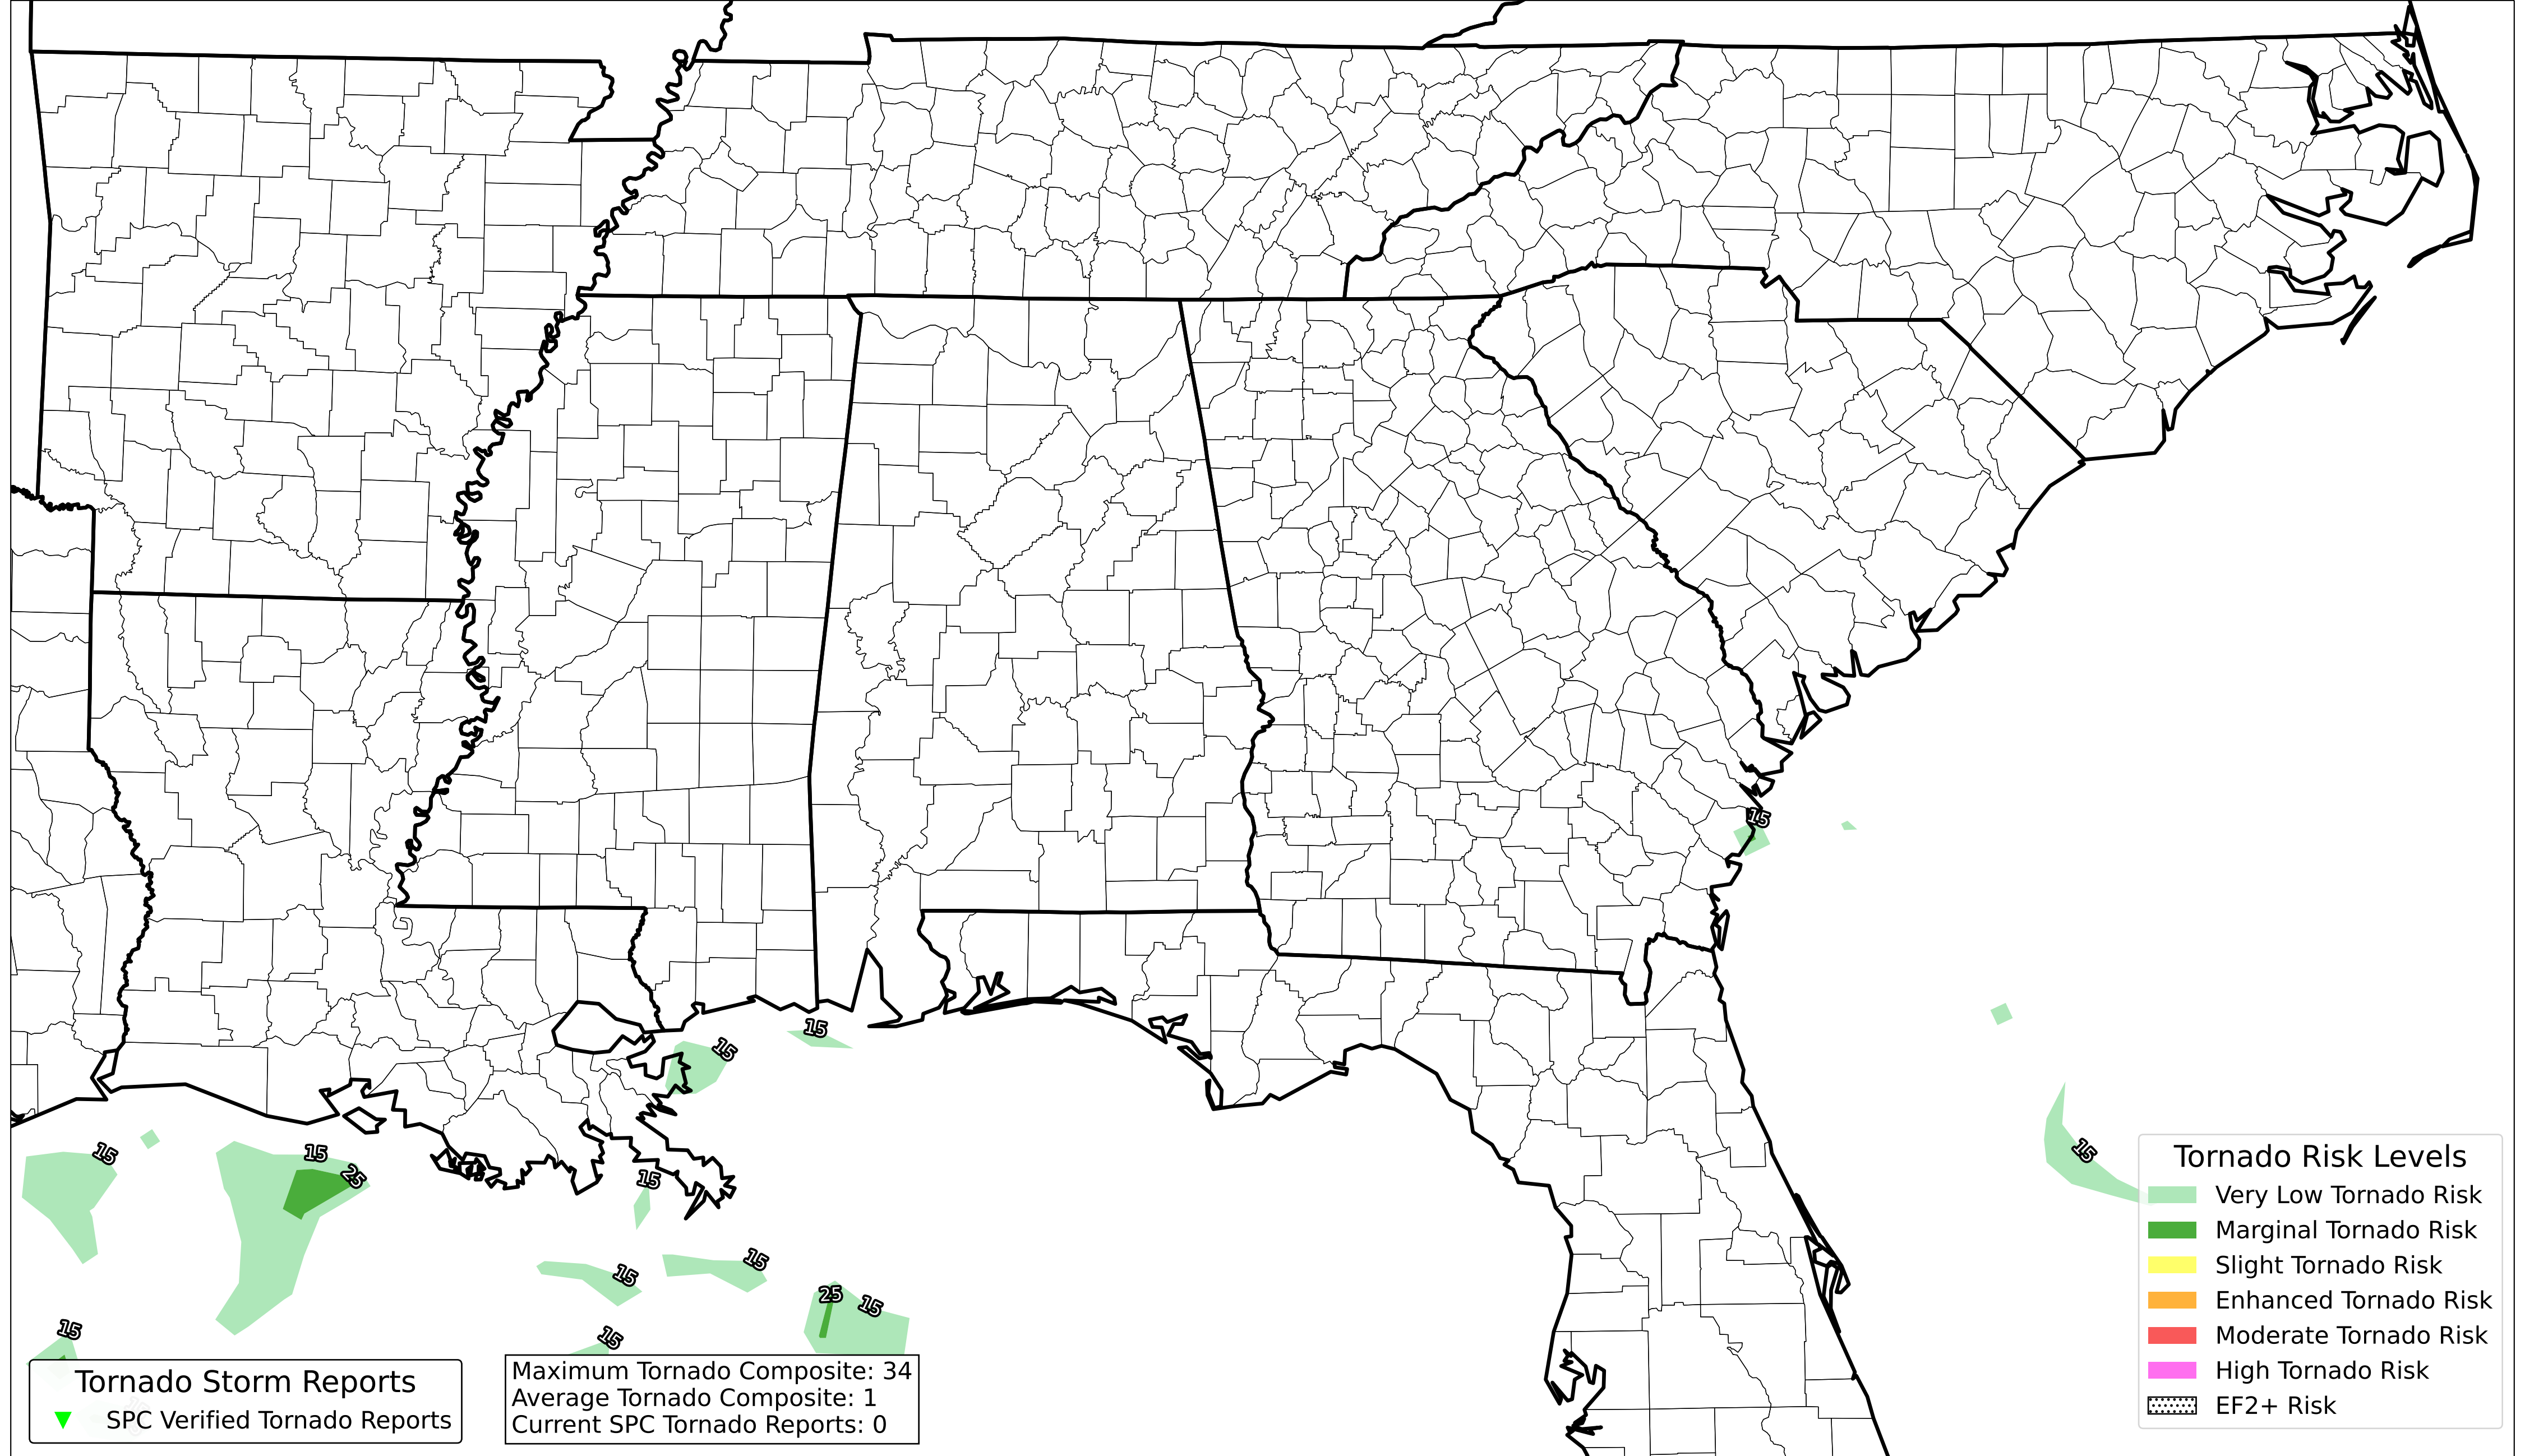 15
15
15
15
15
25
15
15
15
15
25
15
15
15
Tornado Storm Reports
SPC Verified Tornado Reports
Maximum Tornado Composite: 34
Average Tornado Composite: 1
Current SPC Tornado Reports: 0
Tornado Risk Levels
Very Low Tornado Risk
Marginal Tornado Risk
Slight Tornado Risk
Enhanced Tornado Risk
Moderate Tornado Risk
High Tornado Risk
EF2+ Risk